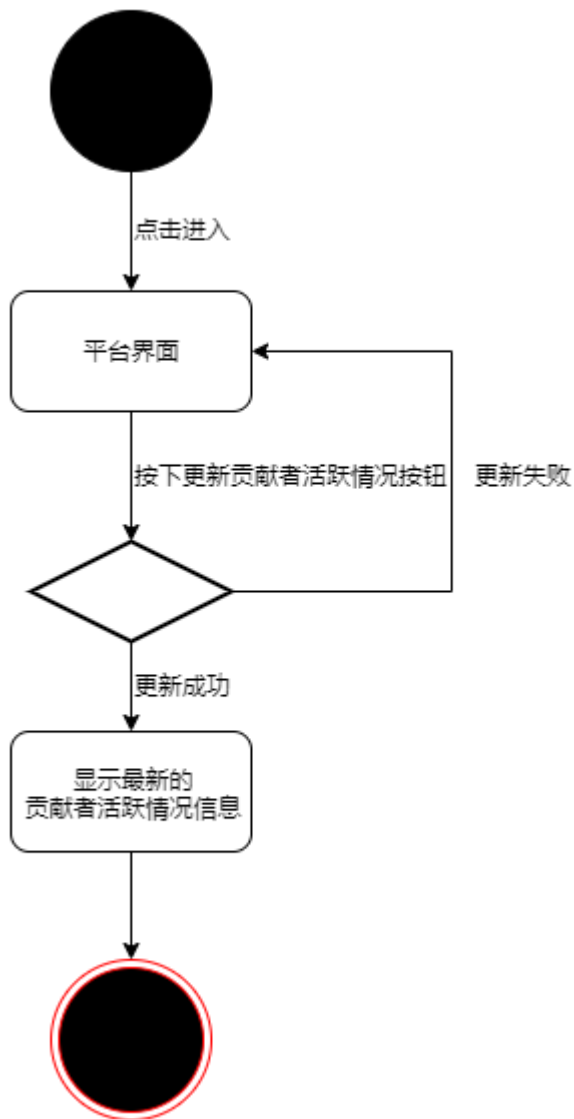 点击进入
平台界面
按下更新贡献者活跃情况按钮
更新失败
更新成功
显示最新的
贡献者活跃情况信息